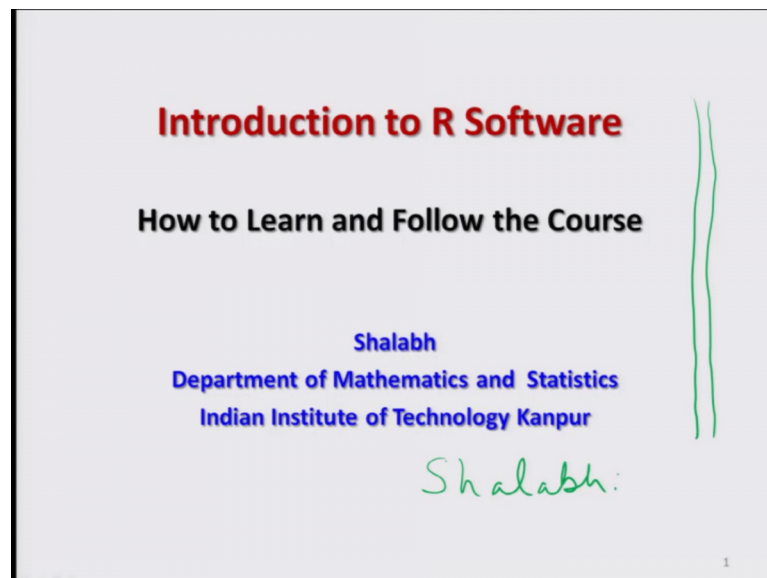 Introduction to R Software
How to Learn and Follow the Course
Shalabh
Department of Mathematics and Statistics
Indian Institute of Technology Kanpur
Shalabh:
1